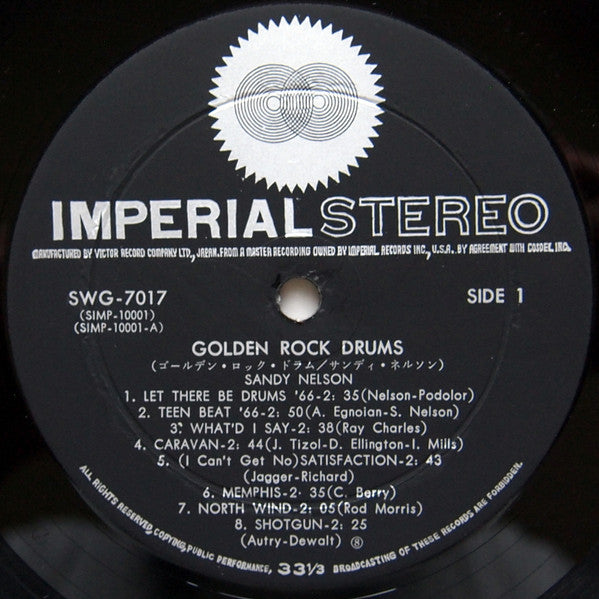 IMPERIAL STEREO
MANUFACTURED BY VICTOR RECORD COMPANY LTD., JAPAN. FROM A MASTER RECORDING OWNED BY IMPERIAL RECORDS INC., U.S.A. BY AGREEMENT WITH COSDEL INC.
SWG-7017
(SIMP-10001)
(SIMP-10001-A)
SIDE 1
GOLDEN ROCK DRUMS
(ゴールデン・ロック・ドラム/サンディ・ネルソン)
SANDY NELSON
1. LET THERE BE DRUMS '66-2: 35(Nelson-Podolor)
2. TEEN BEAT '66-2: 50(A. Egnoian-S. Nelson)
3. WHAT'D I SAY-2: 38(Ray Charles)
4. CARAVAN-2: 44(J. Tizol-D. Ellington-I. Mills)
5. (I Can't Get No)SATISFACTION-2: 43
(Jagger-Richard)
6. MEMPHIS-2: 35(C. Berry)
7. NORTH WIND-2: 05(Rod Morris)
8. SHOTGUN-2: 25
(Autry-Dewalt) ⑧
ALL RIGHTS RESERVED, COPYING, PUBLIC PERFORMANCE, BROADCASTING OF THESE RECORDS ARE FORBIDDEN.
33 1/3